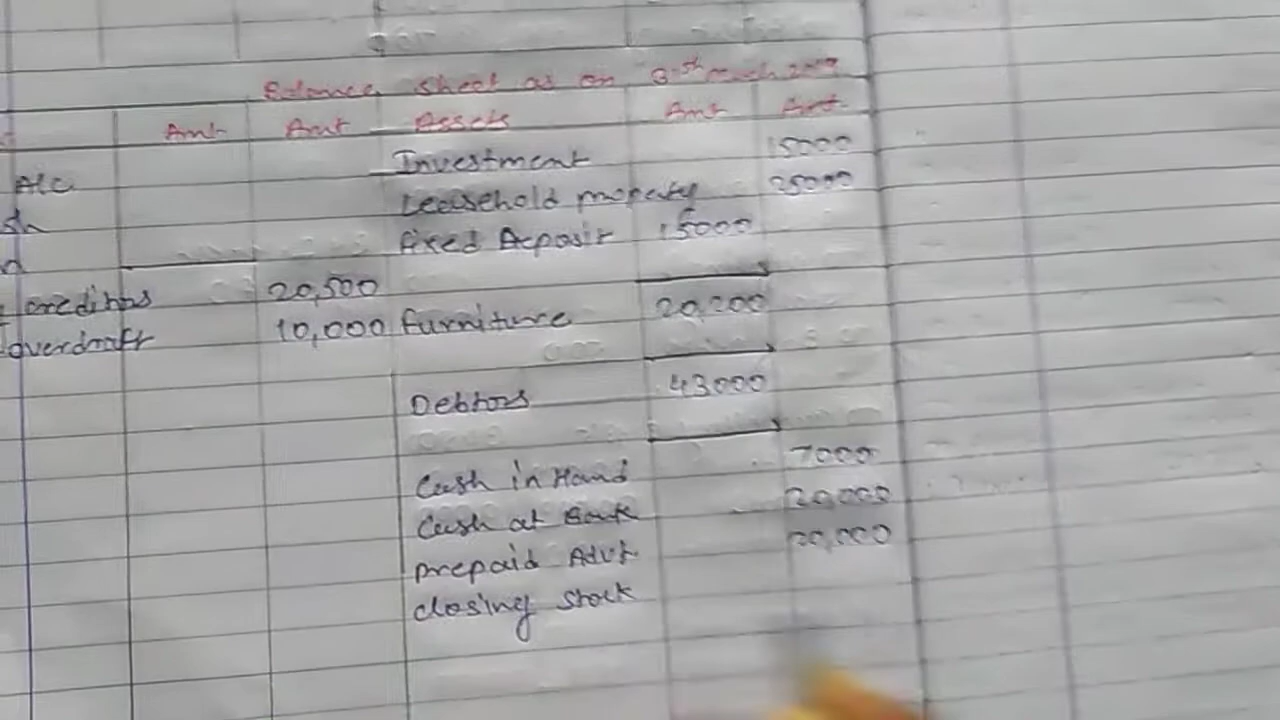 Balance Sheet as on 31st March
Amt Amt Assets Amt Amt
Investment 15000
A/c Leasehold property 25000
sh Fixed Deposit 15000
d
creditors 20,500
overdraft 10,000 furniture 20,200
Debtors 43000
Cash in Hand 7000
Cash at Bank 20,000
prepaid Advt. 20,000
closing stock